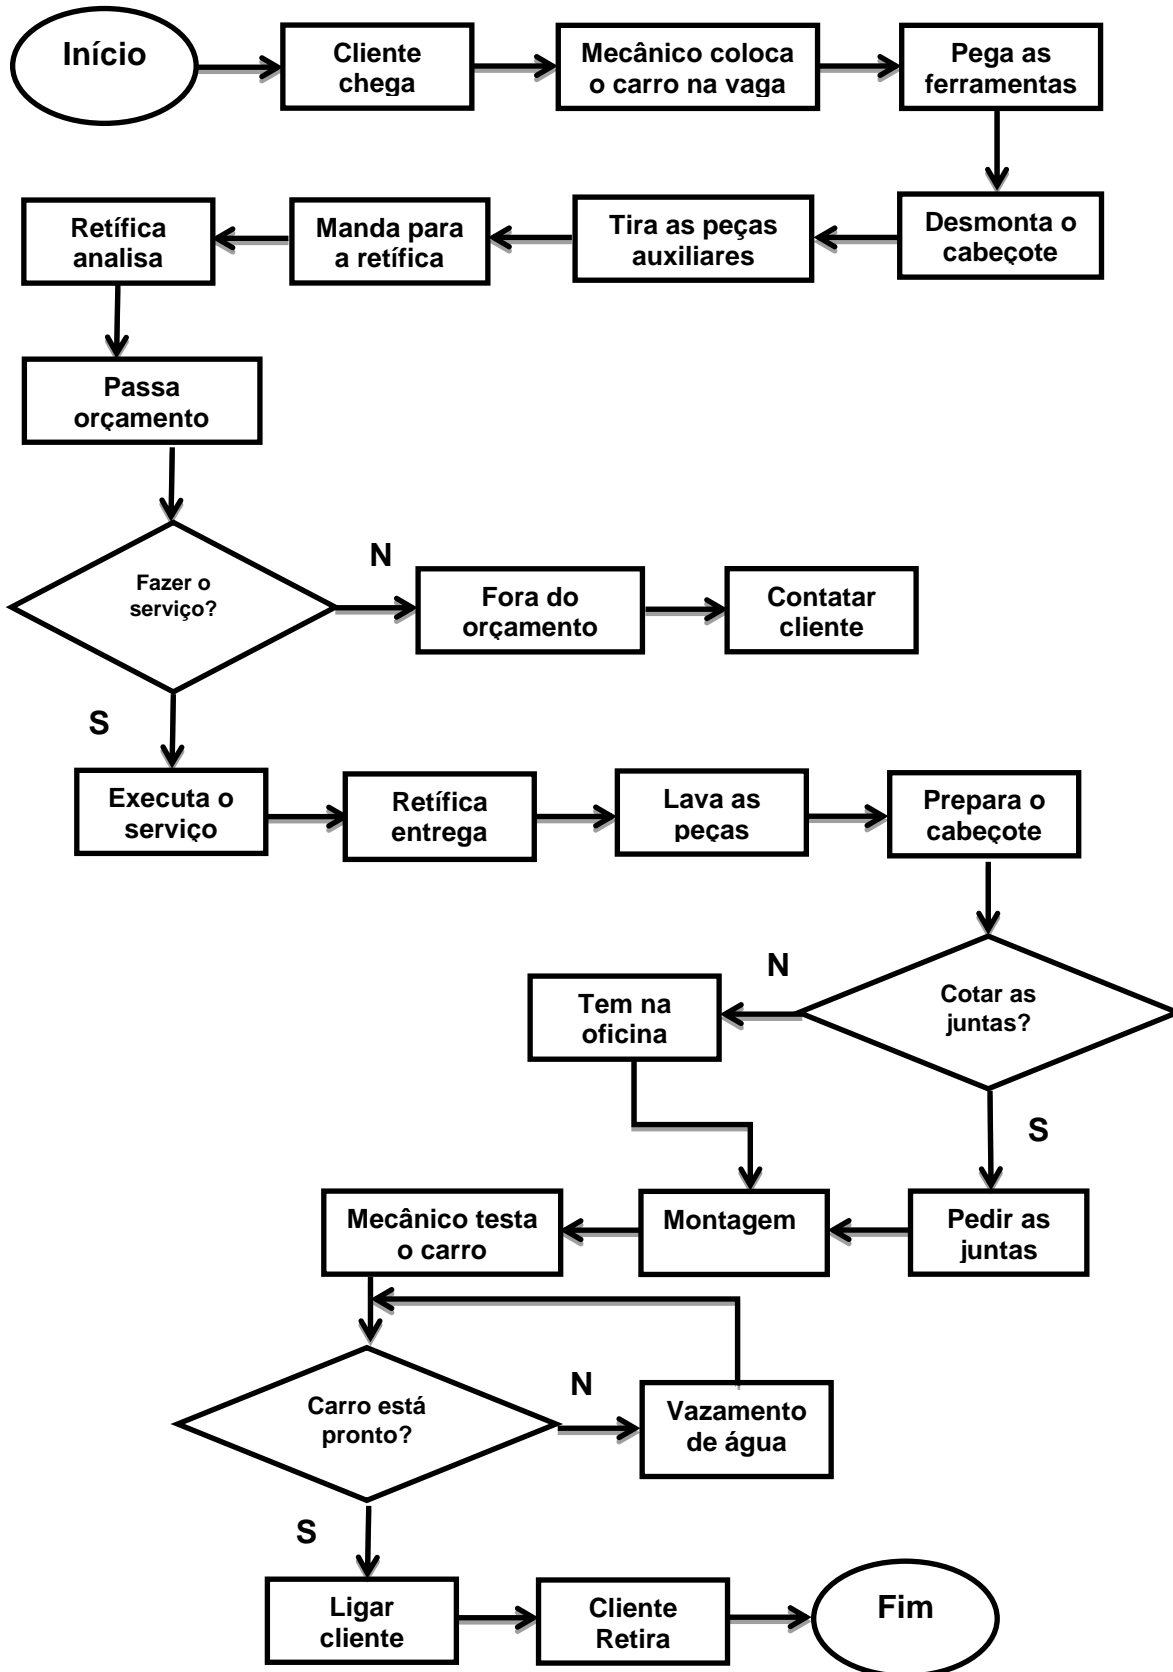 Início
Cliente
chega
Mecânico coloca
o carro na vaga
Pega as
ferramentas
Desmonta o
cabeçote
Tira as peças
auxiliares
Manda para
a retífica
Retífica
analisa
Passa
orçamento
Fazer o
serviço?
N
Fora do
orçamento
Contatar
cliente
S
Executa o
serviço
Retífica
entrega
Lava as
peças
Prepara o
cabeçote
Cotar as
juntas?
N
Tem na
oficina
S
Pedir as
juntas
Montagem
Mecânico testa
o carro
Carro está
pronto?
N
Vazamento
de água
S
Ligar
cliente
Cliente
Retira
Fim